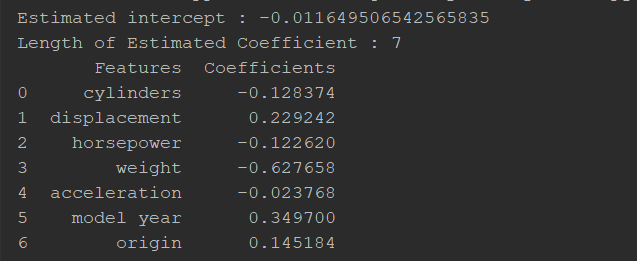 Estimated intercept : -0.011649506542565835
Length of Estimated Coefficient : 7
Features Coefficients
0 cylinders -0.128374
1 displacement 0.229242
2 horsepower -0.122620
3 weight -0.627658
4 acceleration -0.023768
5 model year 0.349700
6 origin 0.145184